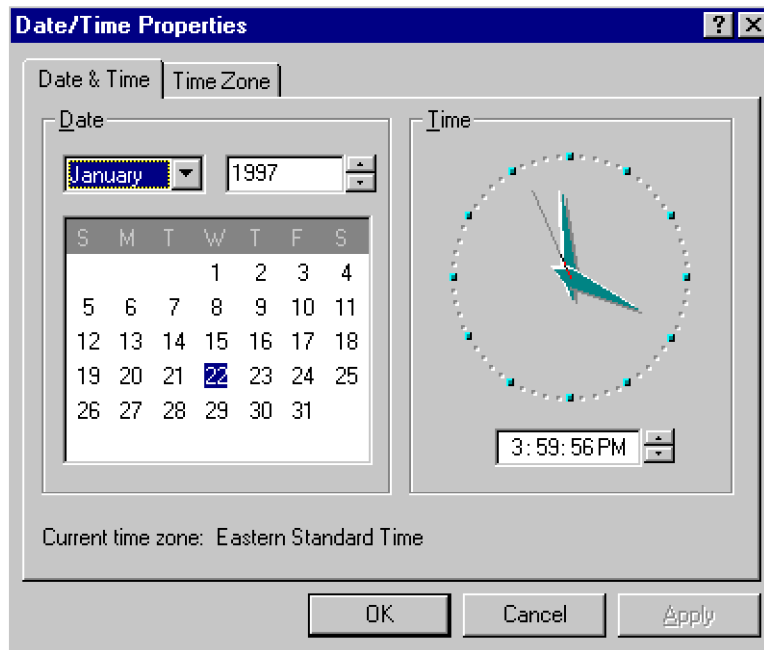 Date/Time Properties
Date & Time Time Zone
Date
January 1997
S M T W T F S
1 2 3 4
5 6 7 8 9 10 11
12 13 14 15 16 17 18
19 20 21 22 23 24 25
26 27 28 29 30 31
Time
3:59:56 PM
Current time zone: Eastern Standard Time
OK Cancel Apply